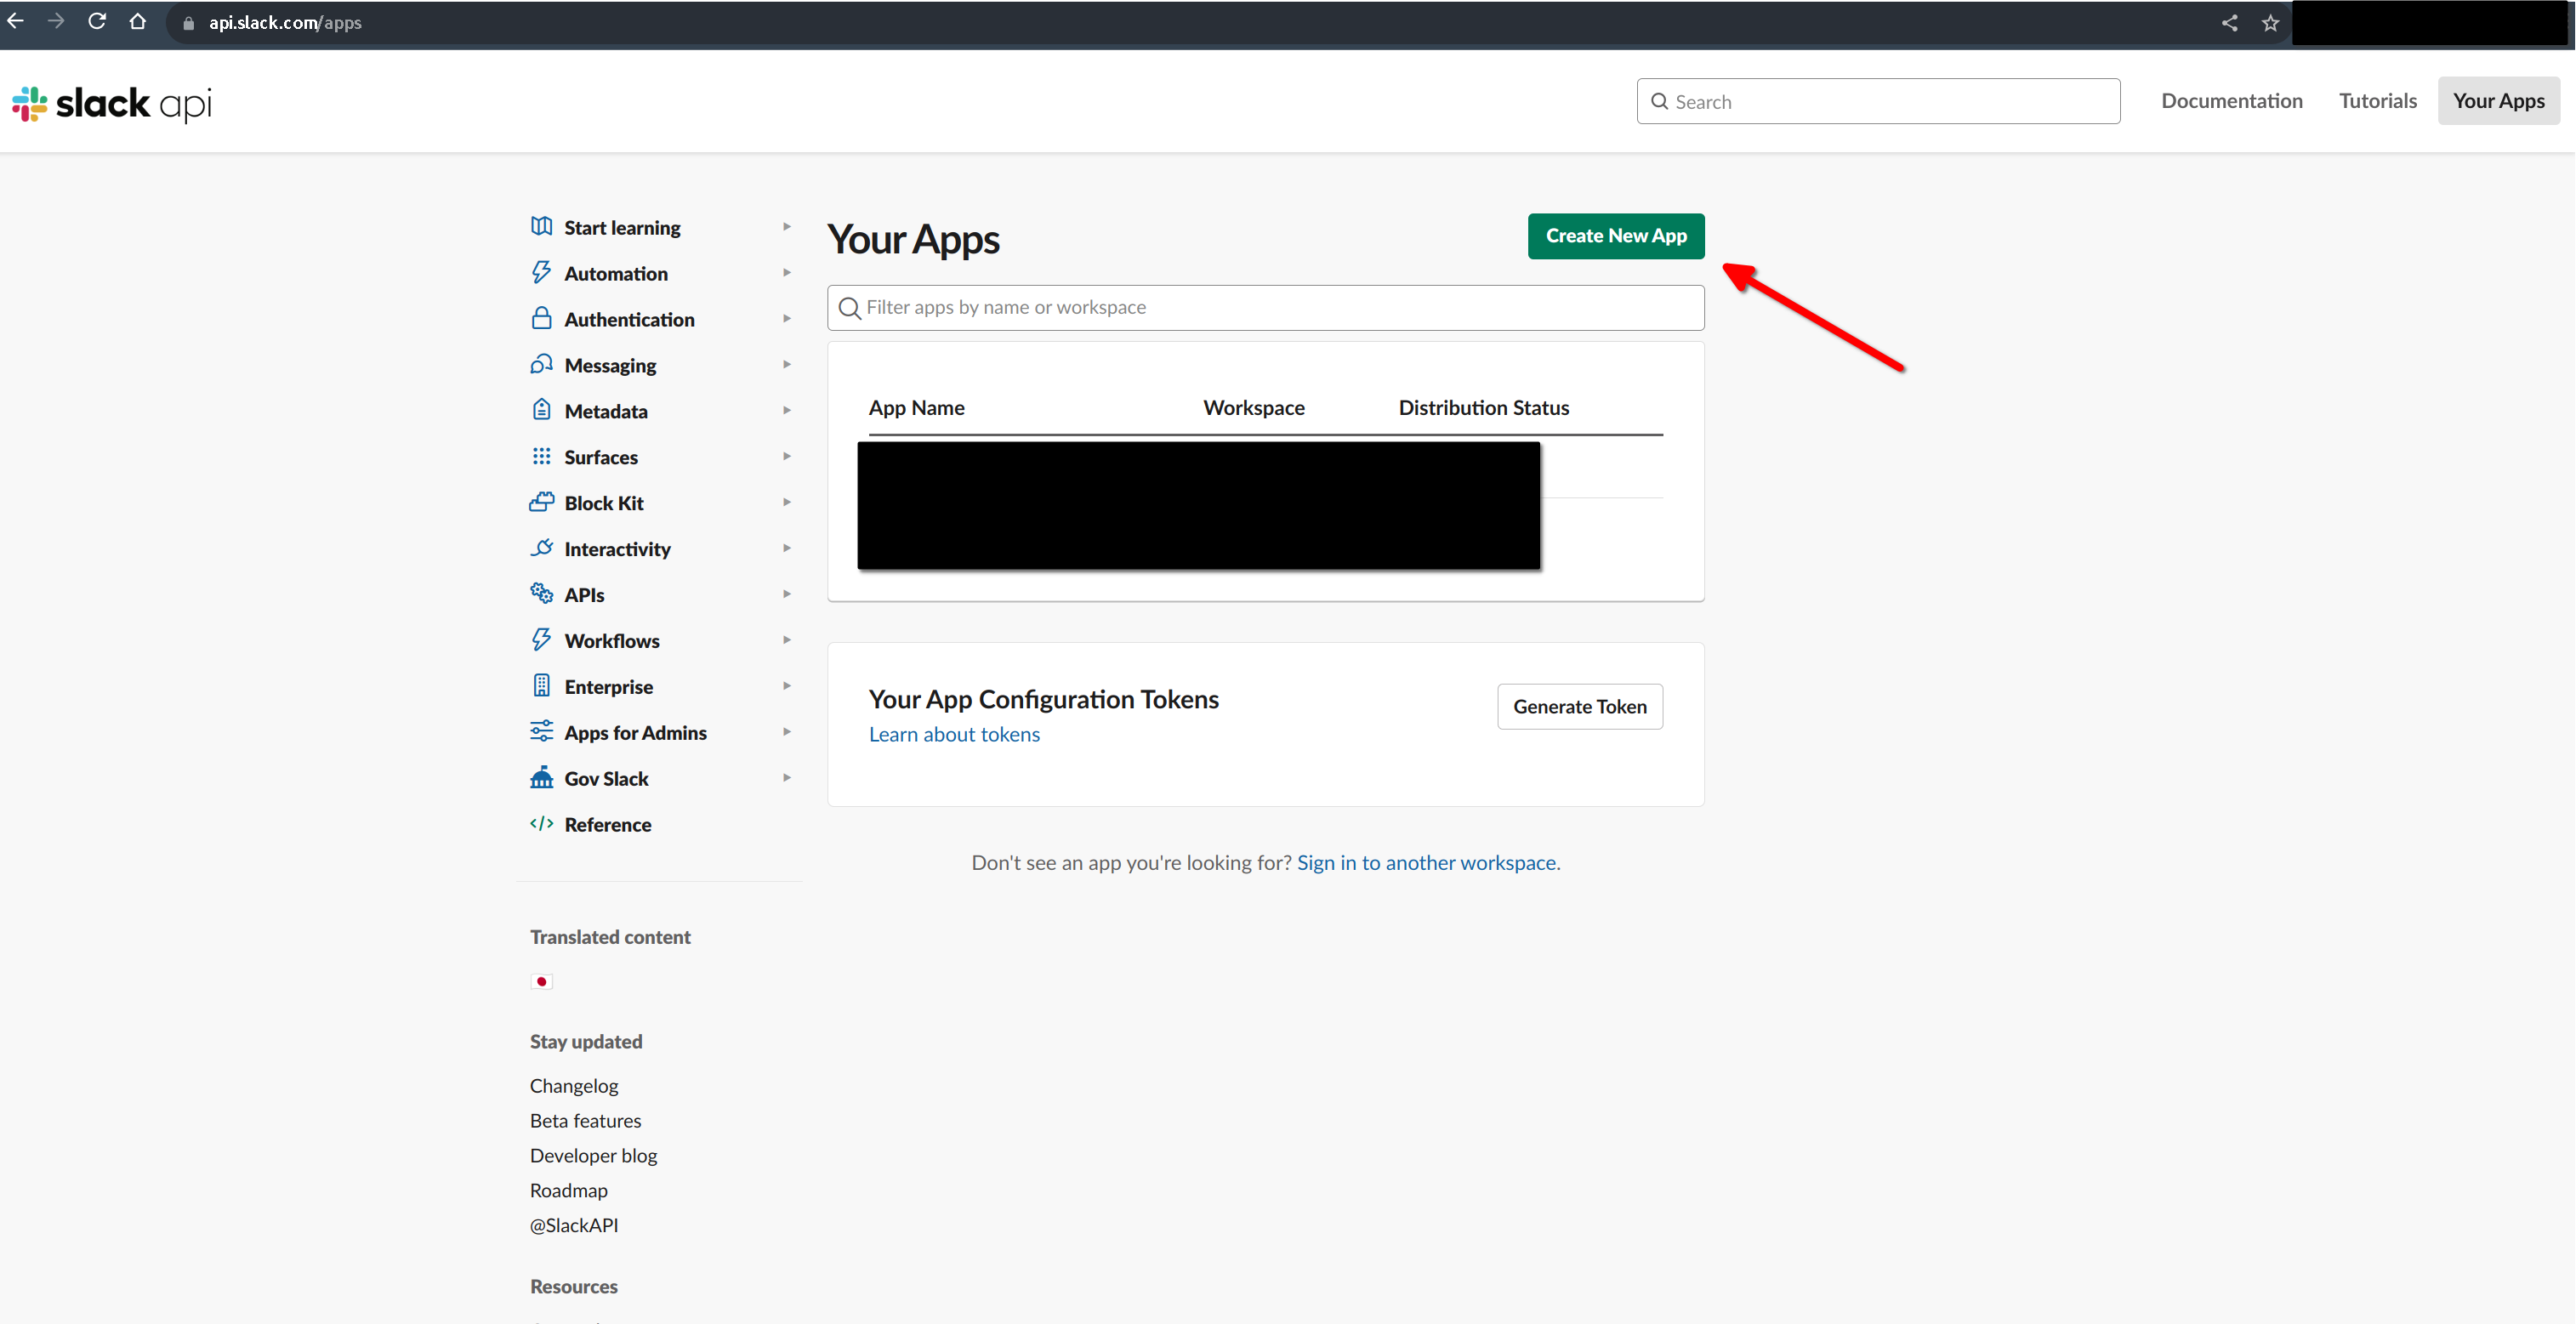 api.slack.com/apps
slack api
Search
Documentation
Tutorials
Your Apps
Start learning
Automation
Authentication
Messaging
Metadata
Surfaces
Block Kit
Interactivity
APIs
Workflows
Enterprise
Apps for Admins
Gov Slack
</> Reference
Translated content
Stay updated
Changelog
Beta features
Developer blog
Roadmap
@SlackAPI
Resources
Your Apps
Create New App
Filter apps by name or workspace
App Name Workspace Distribution Status
Your App Configuration Tokens
Learn about tokens
Generate Token
Don't see an app you're looking for? Sign in to another workspace.